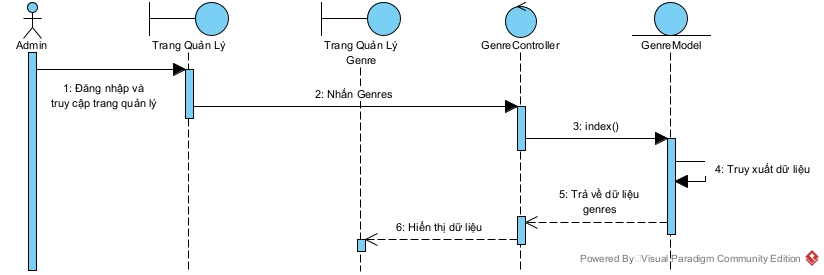 Admin
Trang Quản Lý
Trang Quản Lý
Genre
GenreController
GenreModel
1: Đăng nhập và
truy cập trang quản lý
2: Nhấn Genres
3: index()
4: Truy xuất dữ liệu
5: Trả về dữ liệu
genres
6: Hiển thị dữ liệu
Powered By Visual Paradigm Community Edition